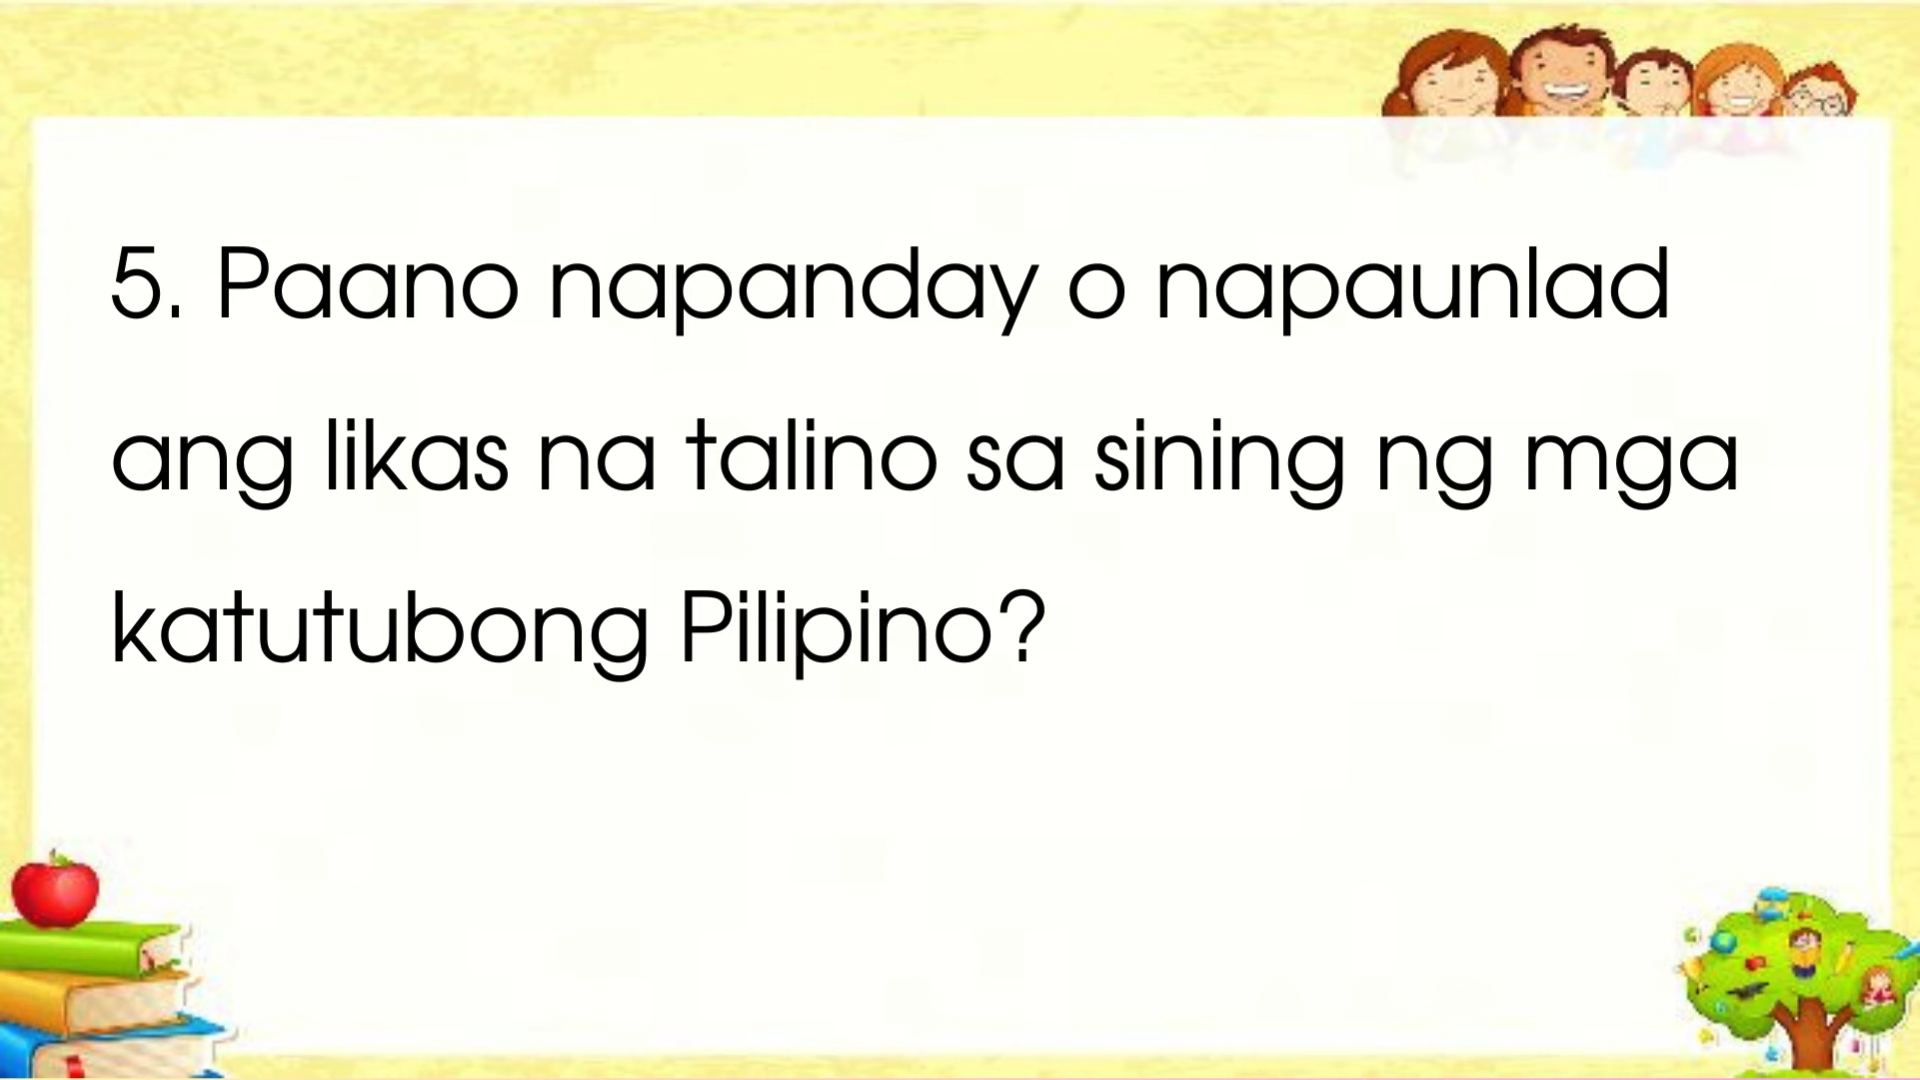 5. Paano napanday o napaunlad
ang likas na talino sa sining ng mga
katutubong Pilipino?